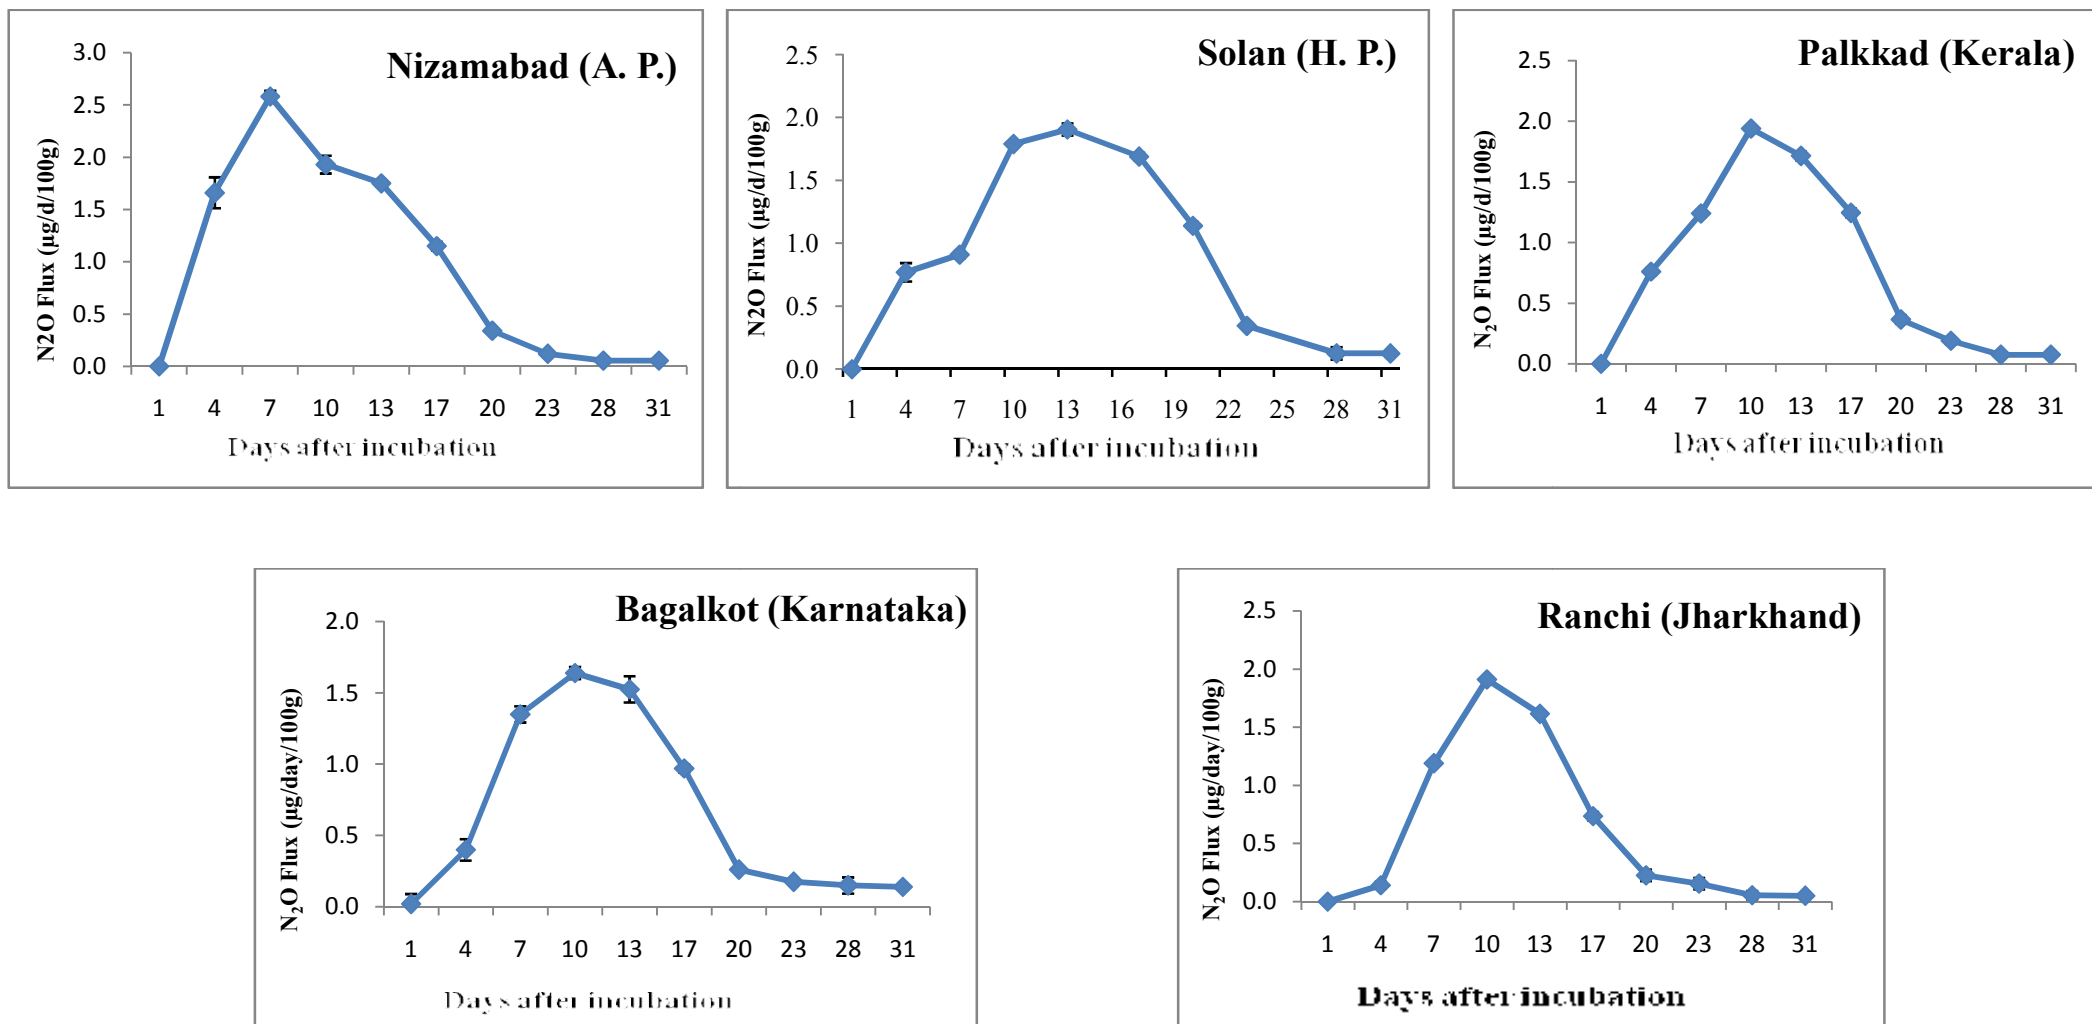 Nizamabad (A. P.)
N2O Flux (µg/d/100g)
3.0
2.5
2.0
1.5
1.0
0.5
0.0
1 4 7 10 13 17 20 23 28 31
Days after incubation
Solan (H. P.)
N2O Flux (µg/d/100g)
2.5
2.0
1.5
1.0
0.5
0.0
1 4 7 10 13 16 19 22 25 28 31
Days after incubation
Palkkad (Kerala)
N₂O Flux (µg/d/100g)
2.5
2.0
1.5
1.0
0.5
0.0
1 4 7 10 13 17 20 23 28 31
Days after incubation
Bagalkot (Karnataka)
N₂O Flux (µg/day/100g)
2.0
1.5
1.0
0.5
0.0
1 4 7 10 13 17 20 23 28 31
Days after incubation
Ranchi (Jharkhand)
N₂O Flux (µg/day/100g)
2.5
2.0
1.5
1.0
0.5
0.0
1 4 7 10 13 17 20 23 28 31
Days after incubation